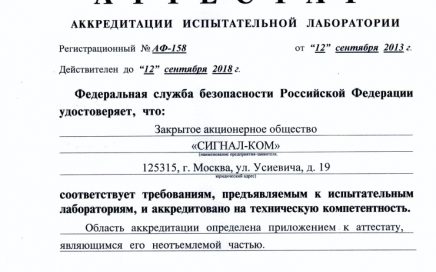 АТТЕСТАТ
АККРЕДИТАЦИИ ИСПЫТАТЕЛЬНОЙ ЛАБОРАТОРИИ
Регистрационный № АФ-158 от “12” сентября 2013 г.
Действителен до “12” сентября 2018 г.
Федеральная служба безопасности Российской Федерации
удостоверяет, что:
Закрытое акционерное общество
«СИГНАЛ-КОМ»
(наименование предприятия-заявителя)
125315, г. Москва, ул. Усиевича, д. 19
юридический адрес)
соответствует требованиям, предъявляемым к испытательным
лабораториям, и аккредитовано на техническую компетентность.
Область аккредитации определена приложением к аттестату,
являющимся его неотъемлемой частью.